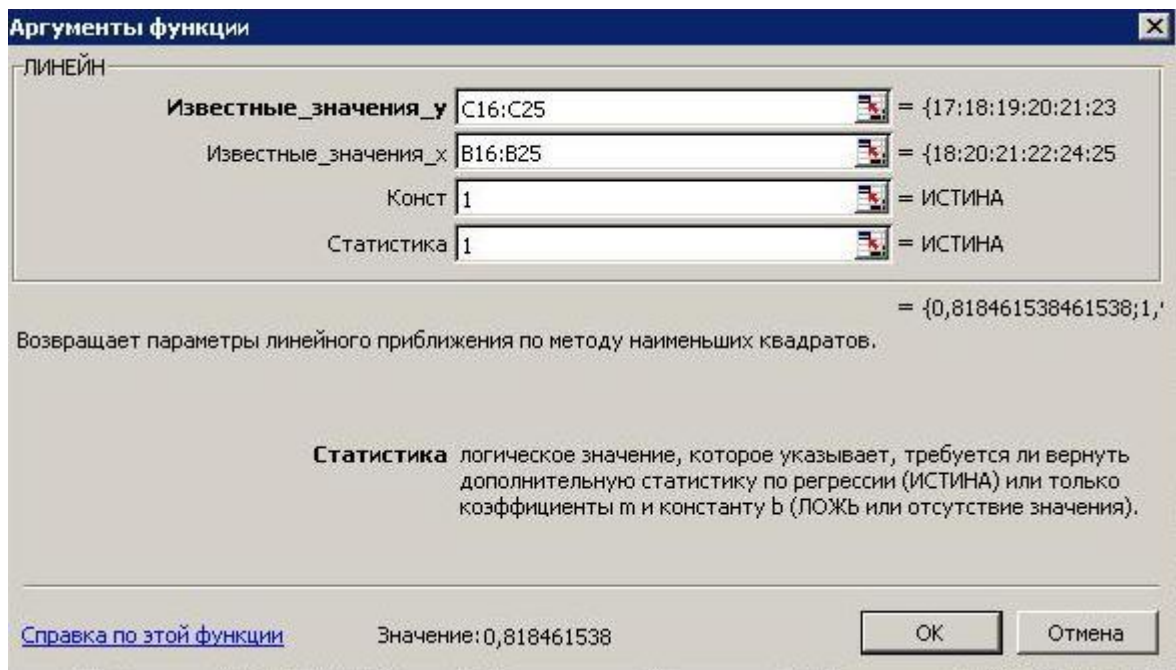 Аргументы функции
ЛИНЕЙН
Известные_значения_y C16:C25 = {17:18:19:20:21:23
Известные_значения_x B16:B25 = {18:20:21:22:24:25
Конст 1 = ИСТИНА
Статистика 1 = ИСТИНА
= {0,818461538461538;1,
Возвращает параметры линейного приближения по методу наименьших квадратов.
Статистика логическое значение, которое указывает, требуется ли вернуть
дополнительную статистику по регрессии (ИСТИНА) или только
коэффициенты m и константу b (ЛОЖЬ или отсутствие значения).
Справка по этой функции Значение:0,818461538 OK Отмена